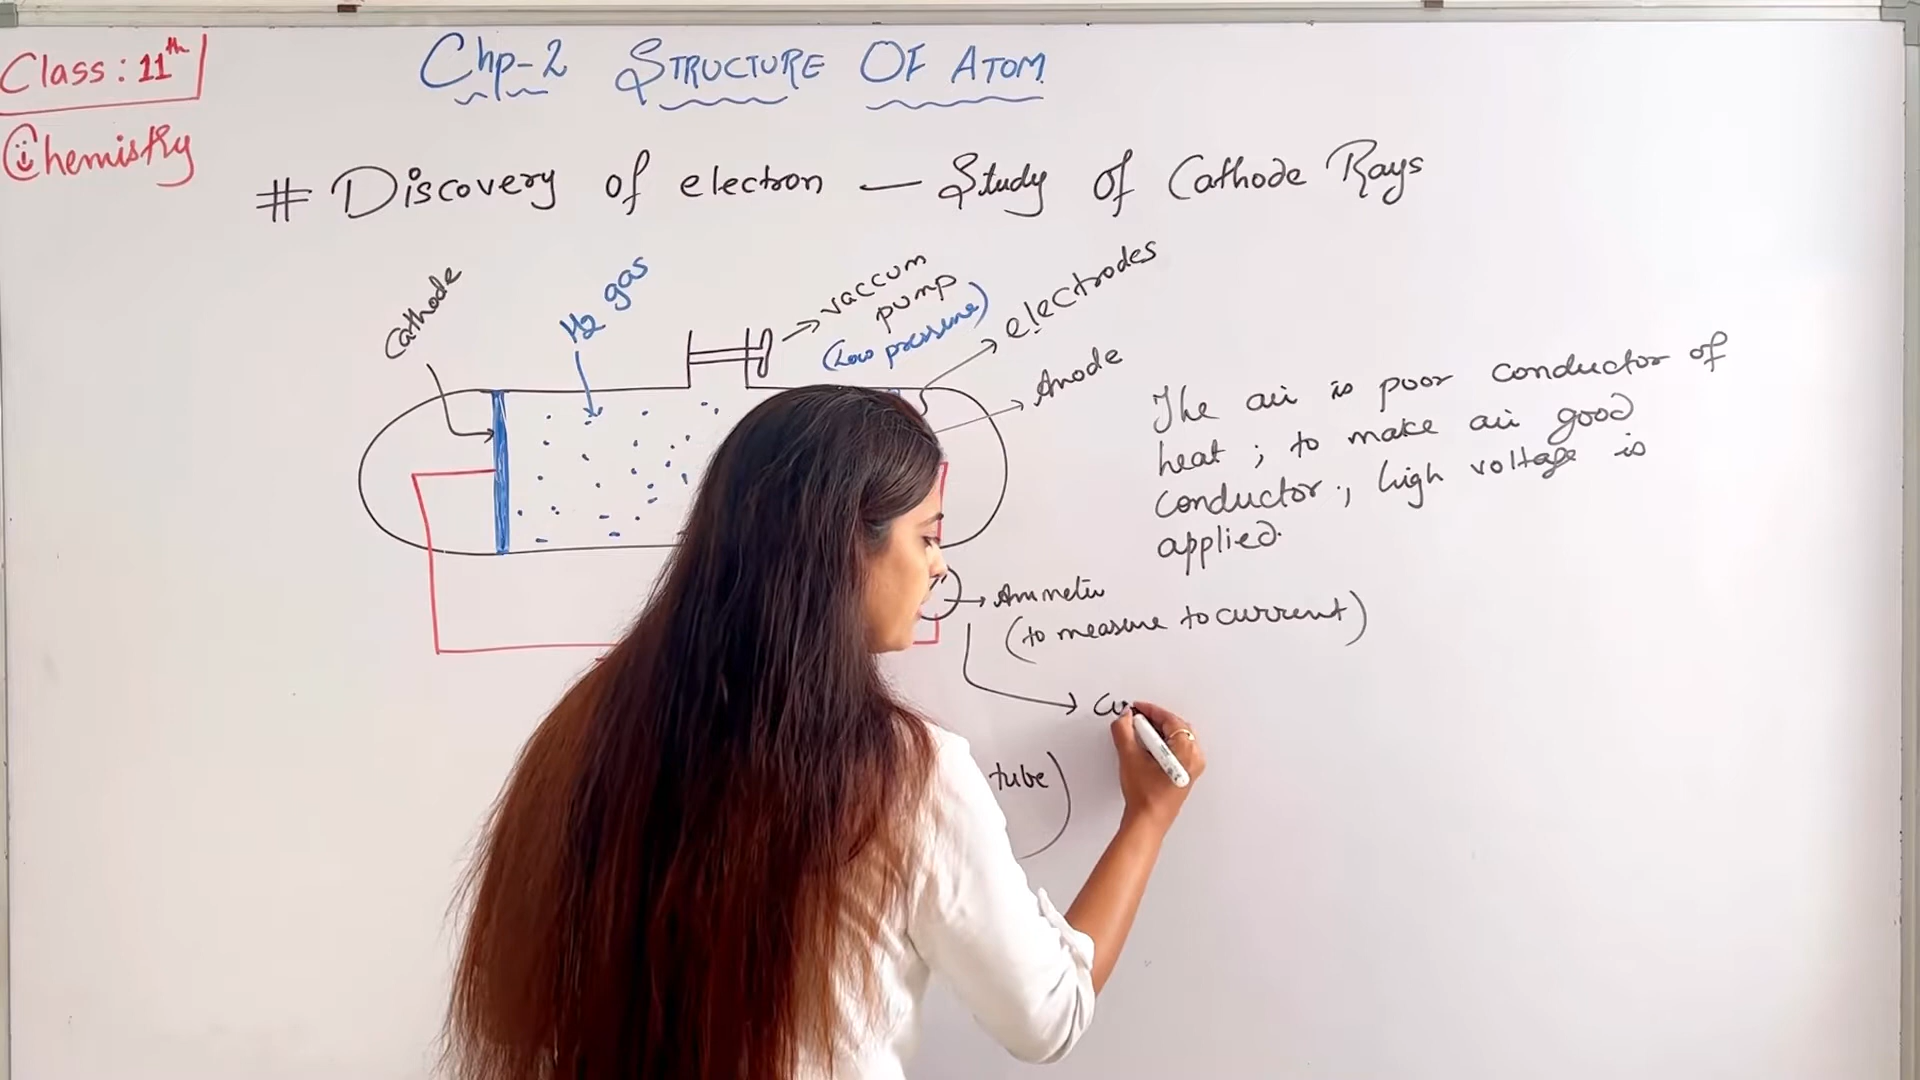 Class : 11th
Chemistry
Chp-2 STRUCTURE OF ATOM
# Discovery of electron — Study of Cathode Rays
Cathode
H2 gas
vaccum
pump
(Low pressure)
electrodes
Anode
The air is poor conductor of
heat ; to make air good
conductor ., high voltage is
applied.
Ammeter
(to measure to current)
tube)